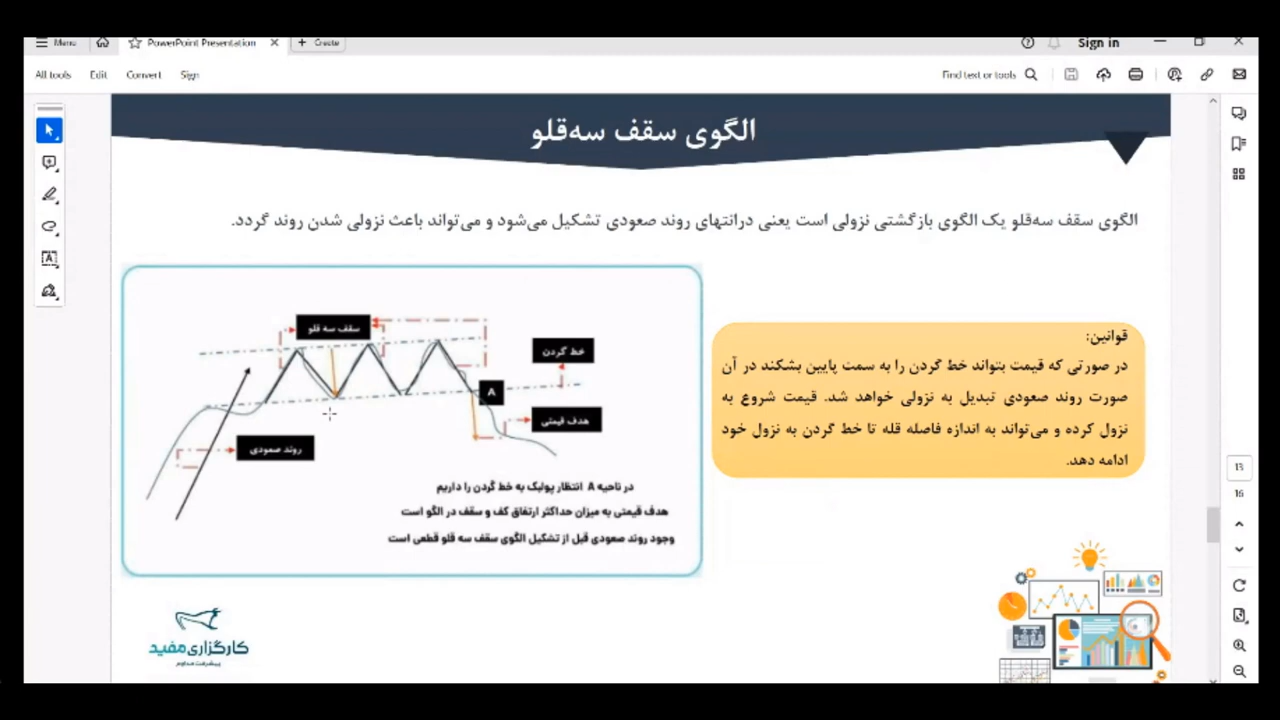 Menu
PowerPoint Presentation
Create
Sign in
All tools
Edit
Convert
Sign
Find text or tools
الگوی سقف سه‌قلو
الگوی سقف سه‌قلو یک الگوی بازگشتی نزولی است یعنی درانتهای روند صعودی تشکیل می‌شود و می‌تواند باعث نزولی شدن روند گردد.
قوانین:
در صورتی که قیمت بتواند خط گردن را به سمت پایین بشکند در آن
صورت روند صعودی تبدیل به نزولی خواهد شد. قیمت شروع به
نزول کرده و می‌تواند به اندازه فاصله قله تا خط گردن به نزول خود
ادامه دهد.
سقف سه قلو
خط گردن
A
هدف قیمتی
روند صعودی
در ناحیه A انتظار پولبک به خط گردن را داریم
هدف قیمتی به میزان حداکثر ارتفاق کف و سقف در الگو است
وجود روند صعودی قبل از تشکیل الگوی سقف سه قلو قطعی است
کارگزاری مفید
پیشرفت مداوم
13
16